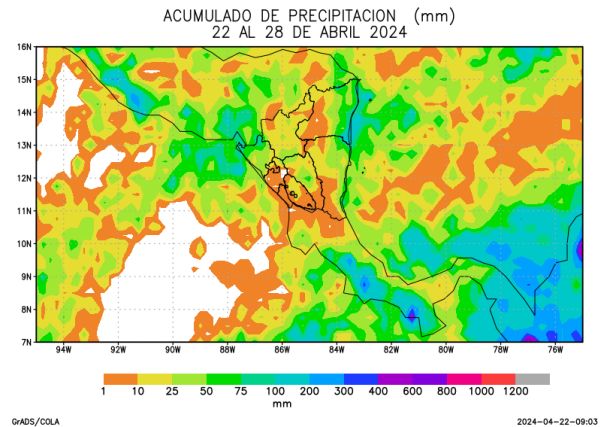 ACUMULADO DE PRECIPITACION (mm)
22 AL 28 DE ABRIL 2024
16N
15N
14N
13N
12N
11N
10N
9N
8N
7N
94W 92W 90W 88W 86W 84W 82W 80W 78W 76W
1 10 25 50 75 100 200 300 400 600 800 1000 1200
mm
GrADS/COLA 2024-04-22-09:03